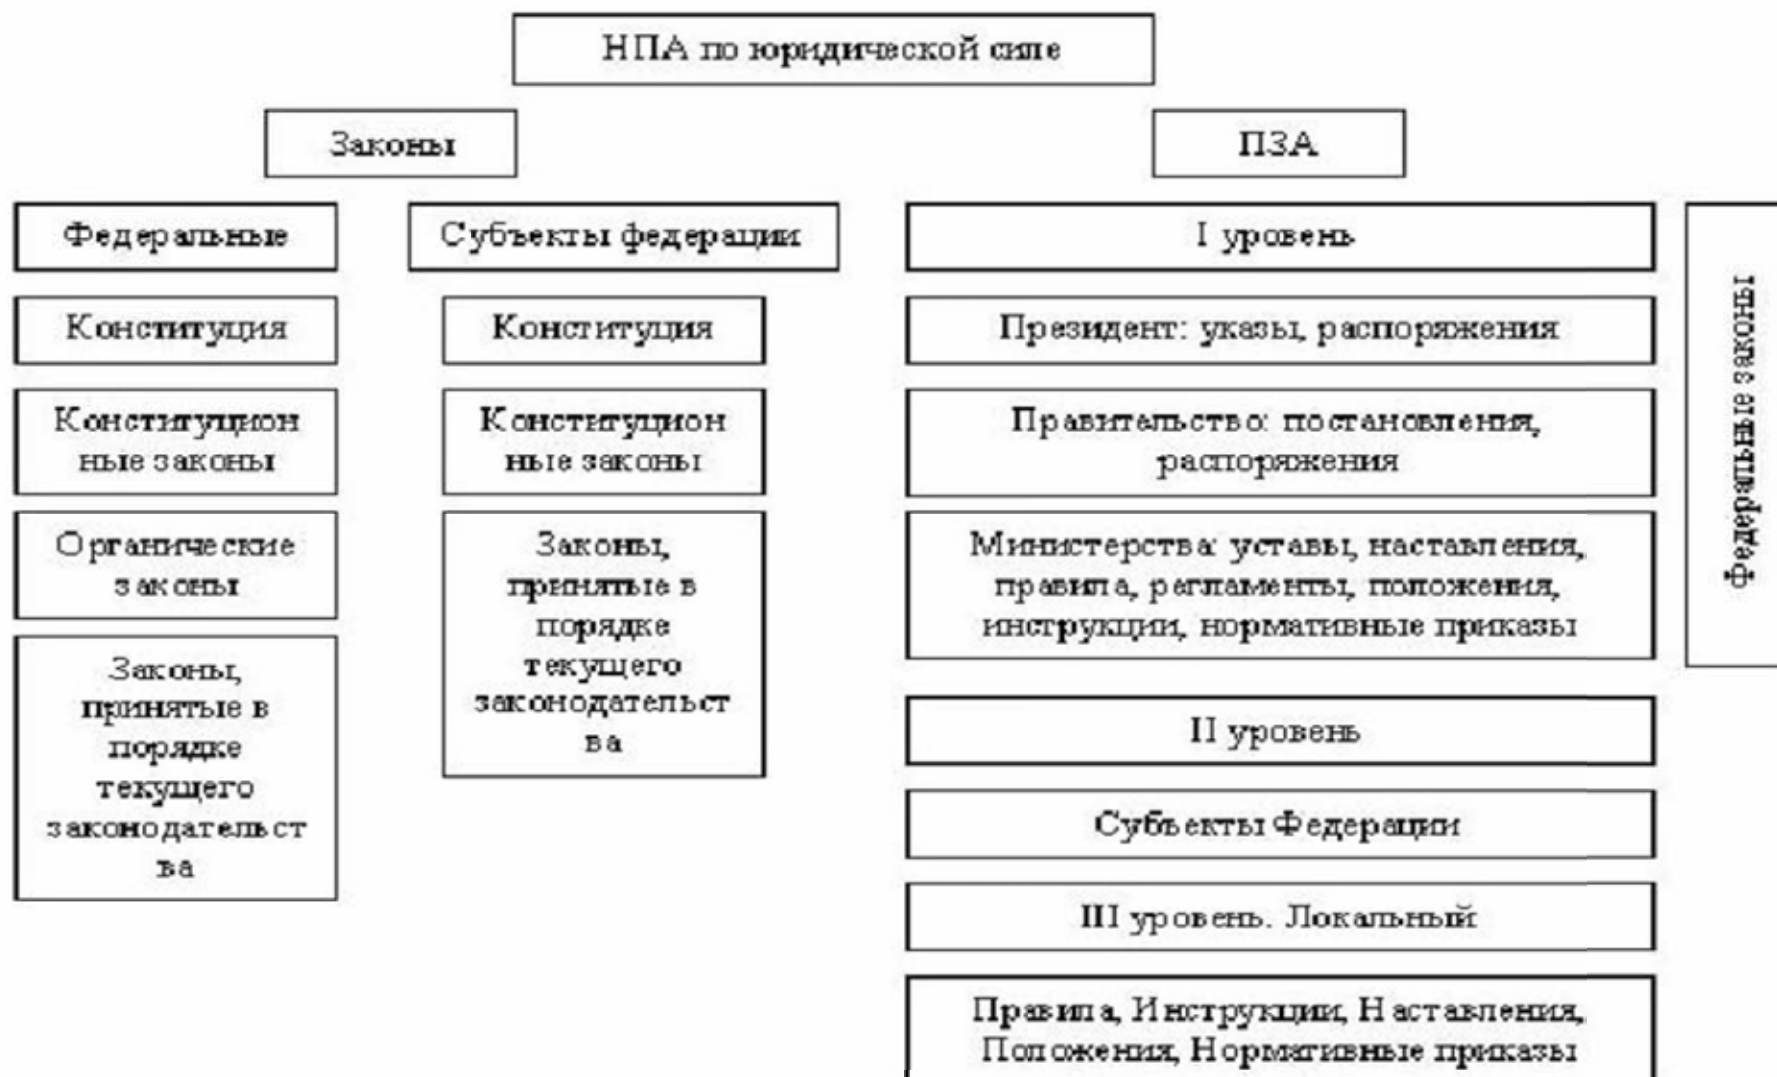 НПА по юридической силе
Законы
ПЗА
Федеральные
Субъекты федерации
I уровень
Конституция
Конституция
Президент: указы, распоряжения
Конституцион
ные законы
Конституцион
ные законы
Правительство: постановления,
распоряжения
Органические
законы
Законы,
принятые в
порядке
текущего
законодательст
ва
Министерства: уставы, наставления,
правила, регламенты, положения,
инструкции, нормативные приказы
Федеральные законы
Законы,
принятые в
порядке
текущего
законодательст
ва
II уровень
Субъекты Федерации
III уровень. Локальный
Правила, Инструкции, Наставления,
Положения, Нормативные приказы